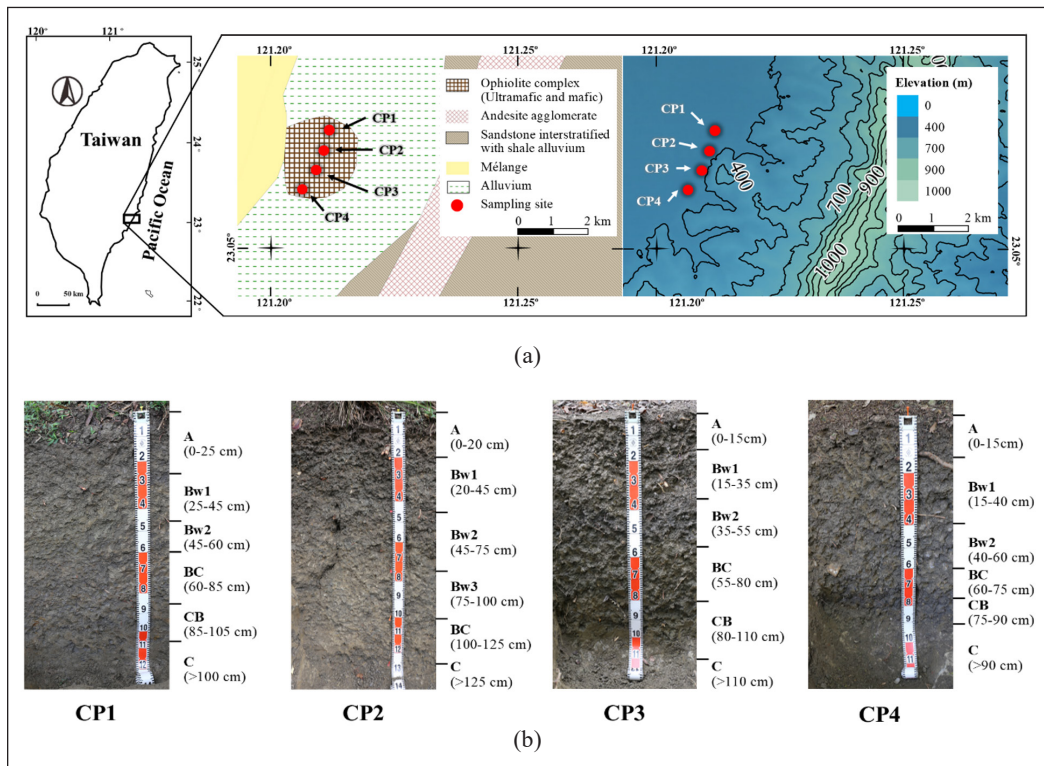 120°
121°
25°
24°
23°
22°
Taiwan
Pacific Ocean
0 50 km
121.20°
121.25°
121.20°
121.25°
CP1
CP2
CP3
CP4
Ophiolite complex
(Ultramafic and mafic)
Andesite agglomerate
Sandstone interstratified
with shale alluvium
Mélange
Alluvium
Sampling site
0 1 2 km
23.05°
121.20°
121.25°
CP1
CP2
CP3
CP4
400
700
900
1000
Elevation (m)
0
400
700
900
1000
0 1 2 km
23.05°
121.20°
121.25°
(a)
A
(0-25 cm)
Bw1
(25-45 cm)
Bw2
(45-60 cm)
BC
(60-85 cm)
CB
(85-105 cm)
C
(>100 cm)
CP1
A
(0-20 cm)
Bw1
(20-45 cm)
Bw2
(45-75 cm)
Bw3
(75-100 cm)
BC
(100-125 cm)
C
(>125 cm)
CP2
A
(0-15cm)
Bw1
(15-35 cm)
Bw2
(35-55 cm)
BC
(55-80 cm)
CB
(80-110 cm)
C
(>110 cm)
CP3
A
(0-15cm)
Bw1
(15-40 cm)
Bw2
(40-60 cm)
BC
(60-75 cm)
CB
(75-90 cm)
C
(>90 cm)
CP4
(b)